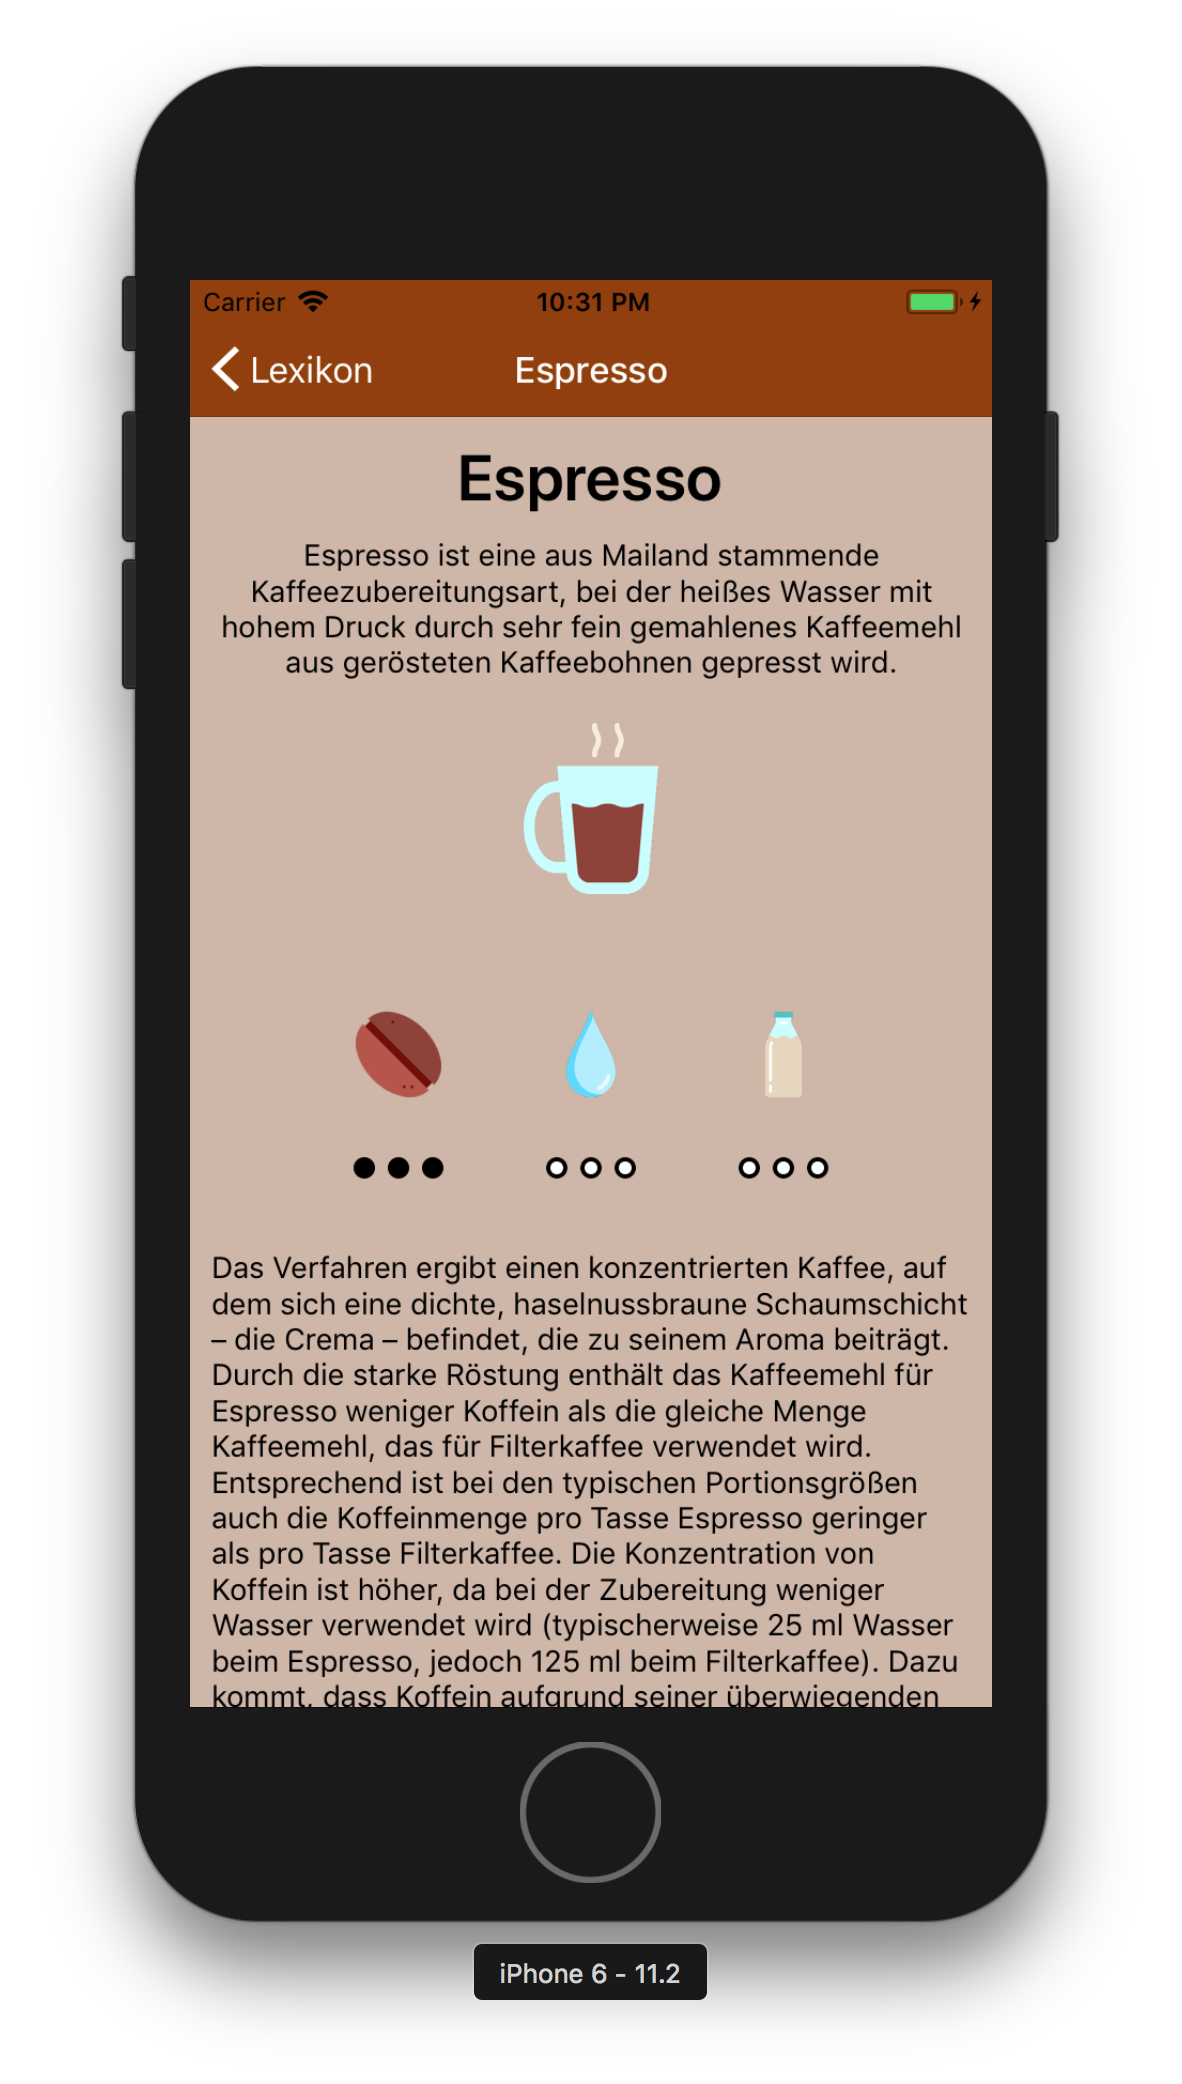 Carrier
10:31 PM
Lexikon
Espresso
Espresso
Espresso ist eine aus Mailand stammende
Kaffeezubereitungsart, bei der heißes Wasser mit
hohem Druck durch sehr fein gemahlenes Kaffeemehl
aus gerösteten Kaffeebohnen gepresst wird.
Das Verfahren ergibt einen konzentrierten Kaffee, auf
dem sich eine dichte, haselnussbraune Schaumschicht
– die Crema – befindet, die zu seinem Aroma beiträgt.
Durch die starke Röstung enthält das Kaffeemehl für
Espresso weniger Koffein als die gleiche Menge
Kaffeemehl, das für Filterkaffee verwendet wird.
Entsprechend ist bei den typischen Portionsgrößen
auch die Koffeinmenge pro Tasse Espresso geringer
als pro Tasse Filterkaffee. Die Konzentration von
Koffein ist höher, da bei der Zubereitung weniger
Wasser verwendet wird (typischerweise 25 ml Wasser
beim Espresso, jedoch 125 ml beim Filterkaffee). Dazu
kommt, dass Koffein aufgrund seiner überwiegenden
iPhone 6 - 11.2